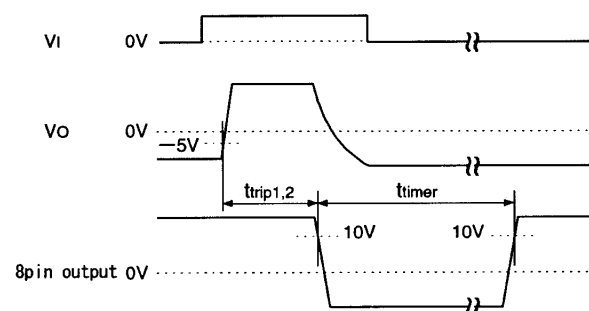 VI 0V
VO 0V
−5V
ttrip1,2 ttimer
10V 10V
8pin output 0V